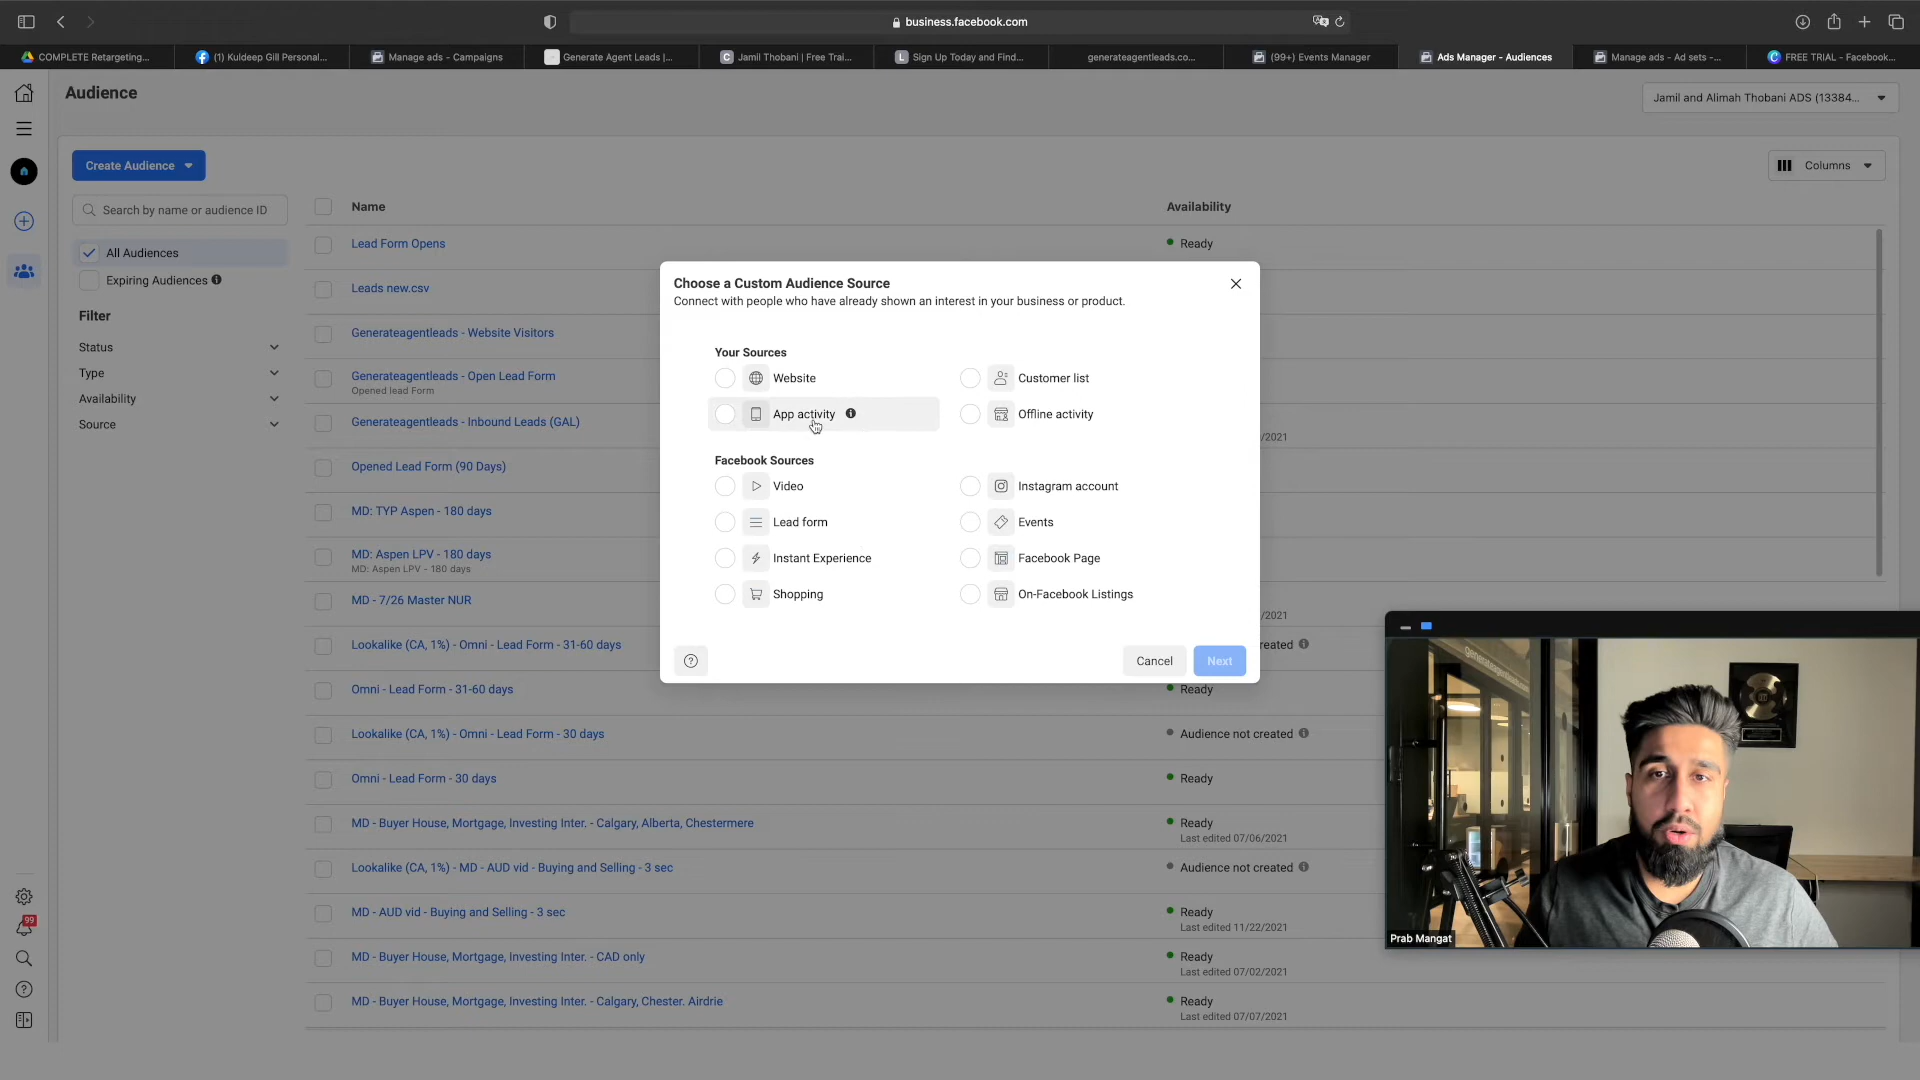 business.facebook.com
COMPLETE Retargeting...
(1) Kuldeep Gill Personal...
Manage ads - Campaigns
Generate Agent Leads |...
Jamil Thobani | Free Trai...
Sign Up Today and Find...
generateagentleads.co...
(99+) Events Manager
Ads Manager - Audiences
Manage ads - Ad sets -...
FREE TRIAL - Facebook...
Audience
Jamil and Alimah Thobani ADS (13384...
Create Audience
Columns
Search by name or audience ID
Name
Availability
All Audiences
Expiring Audiences
Filter
Status
Type
Availability
Source
Lead Form Opens
Ready
Leads new.csv
Generateagentleads - Website Visitors
Generateagentleads - Open Lead Form
Opened lead Form
Generateagentleads - Inbound Leads (GAL)
/2021
Opened Lead Form (90 Days)
MD: TYP Aspen - 180 days
MD: Aspen LPV - 180 days
MD: Aspen LPV - 180 days
MD - 7/26 Master NUR
/2021
Lookalike (CA, 1%) - Omni - Lead Form - 31-60 days
reated
Omni - Lead Form - 31-60 days
Ready
Lookalike (CA, 1%) - Omni - Lead Form - 30 days
Audience not created
Omni - Lead Form - 30 days
Ready
MD - Buyer House, Mortgage, Investing Inter. - Calgary, Alberta, Chestermere
Ready
Last edited 07/06/2021
Lookalike (CA, 1%) - MD - AUD vid - Buying and Selling - 3 sec
Audience not created
MD - AUD vid - Buying and Selling - 3 sec
Ready
Last edited 11/22/2021
MD - Buyer House, Mortgage, Investing Inter. - CAD only
Ready
Last edited 07/02/2021
MD - Buyer House, Mortgage, Investing Inter. - Calgary, Chester. Airdrie
Ready
Last edited 07/07/2021
99
Choose a Custom Audience Source
Connect with people who have already shown an interest in your business or product.
Your Sources
Website
Customer list
App activity
Offline activity
Facebook Sources
Video
Instagram account
Lead form
Events
Instant Experience
Facebook Page
Shopping
On-Facebook Listings
Cancel
Next
generateagentleads
Prab Mangat